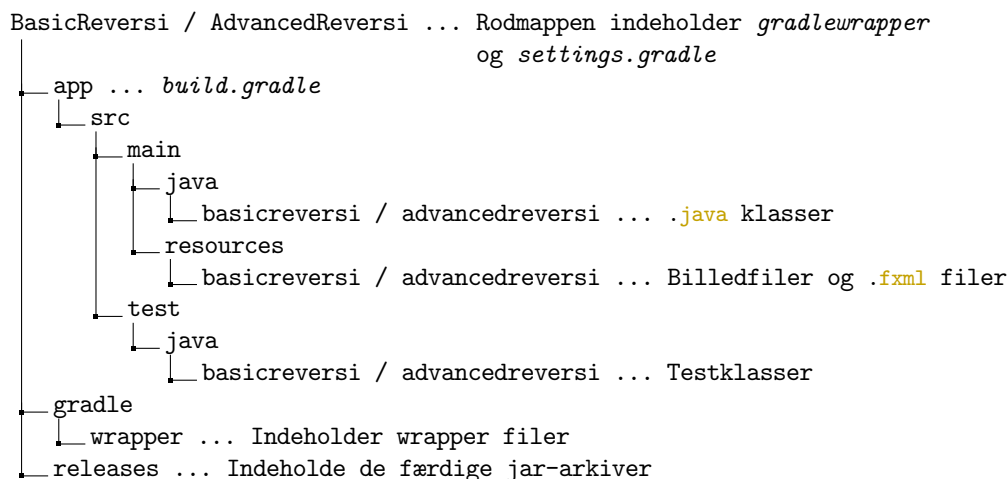 BasicReversi / AdvancedReversi ... Rodmappen indeholder gradlewrapper
og settings.gradle
app ... build.gradle
src
main
java
basicreversi / advancedreversi ... .java klasser
resources
basicreversi / advancedreversi ... Billedfiler og .fxml filer
test
java
basicreversi / advancedreversi ... Testklasser
gradle
wrapper ... Indeholder wrapper filer
releases ... Indeholde de færdige jar-arkiver